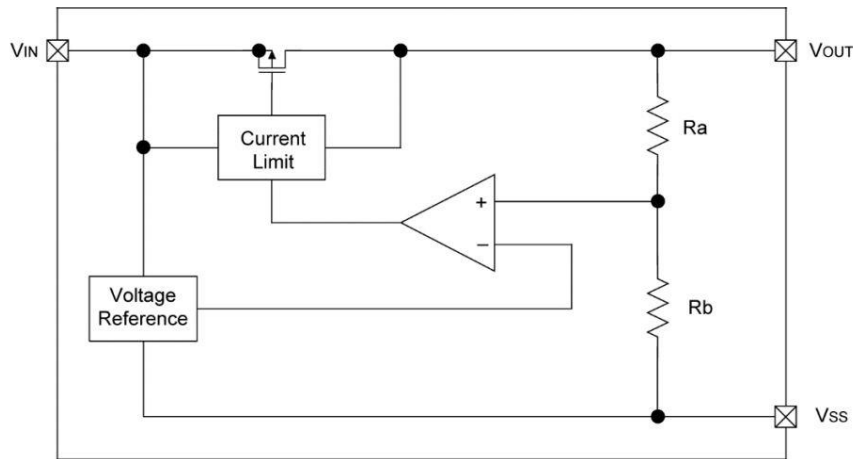 VIN
VOUT
Current
Limit
Ra
+
−
Voltage
Reference
Rb
VSS